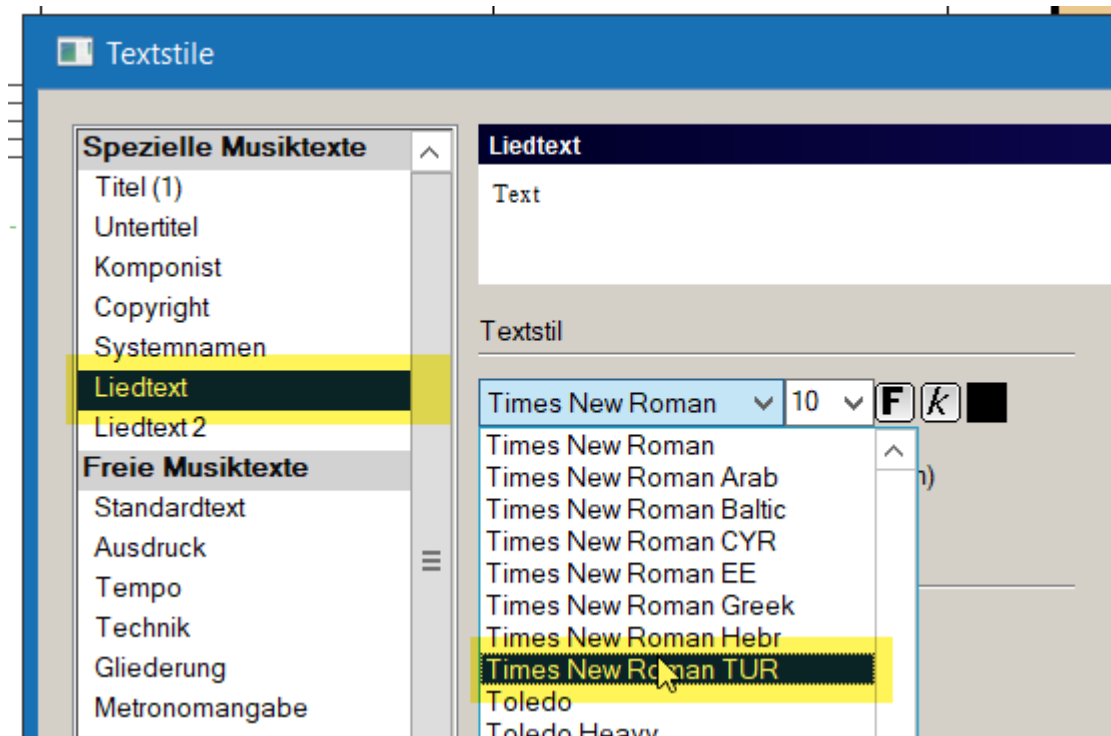 Textstile
Spezielle Musiktexte
Titel (1)
Untertitel
Komponist
Copyright
Systemnamen
Liedtext
Liedtext 2
Freie Musiktexte
Standardtext
Ausdruck
Tempo
Technik
Gliederung
Metronomangabe
Liedtext
Text
Textstil
Times New Roman 10 F k
Times New Roman
Times New Roman Arab
Times New Roman Baltic
Times New Roman CYR
Times New Roman EE
Times New Roman Greek
Times New Roman Hebr
Times New Roman TUR
Toledo
Toledo Heavy